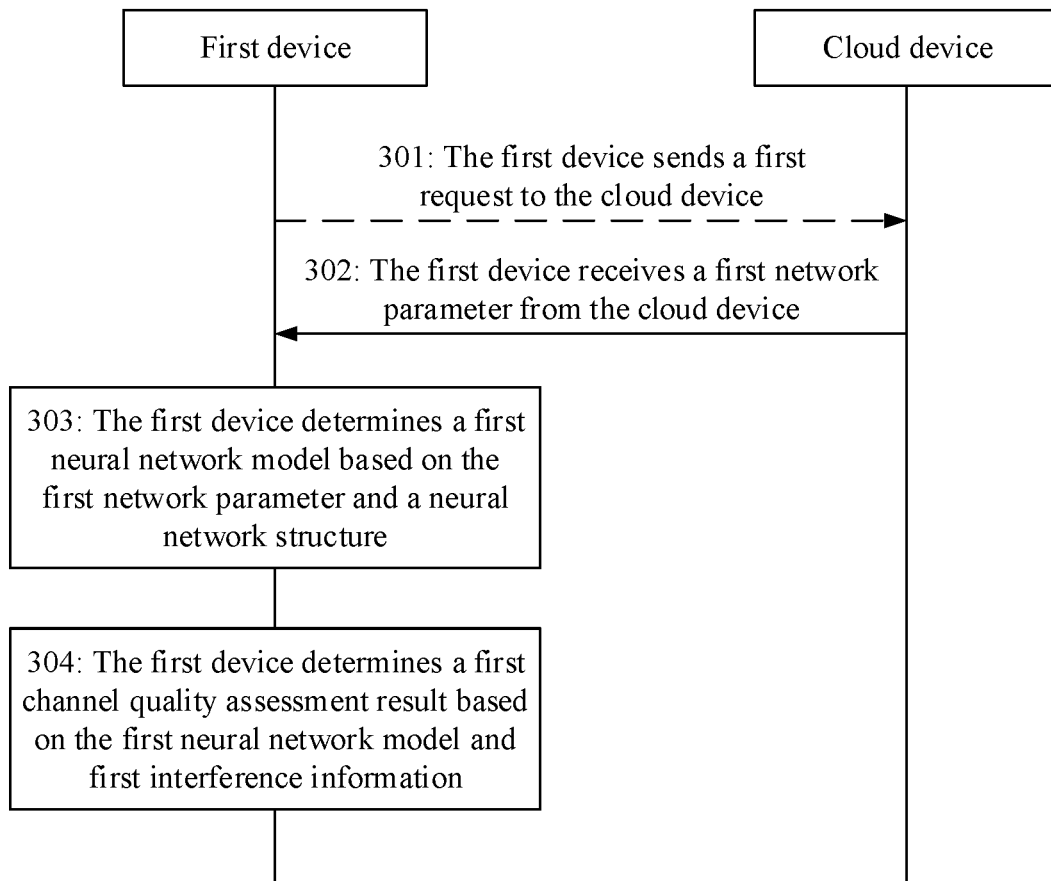 First device
Cloud device
301: The first device sends a first
request to the cloud device
302: The first device receives a first network
parameter from the cloud device
303: The first device determines a first
neural network model based on the
first network parameter and a neural
network structure
304: The first device determines a first
channel quality assessment result based
on the first neural network model and
first interference information